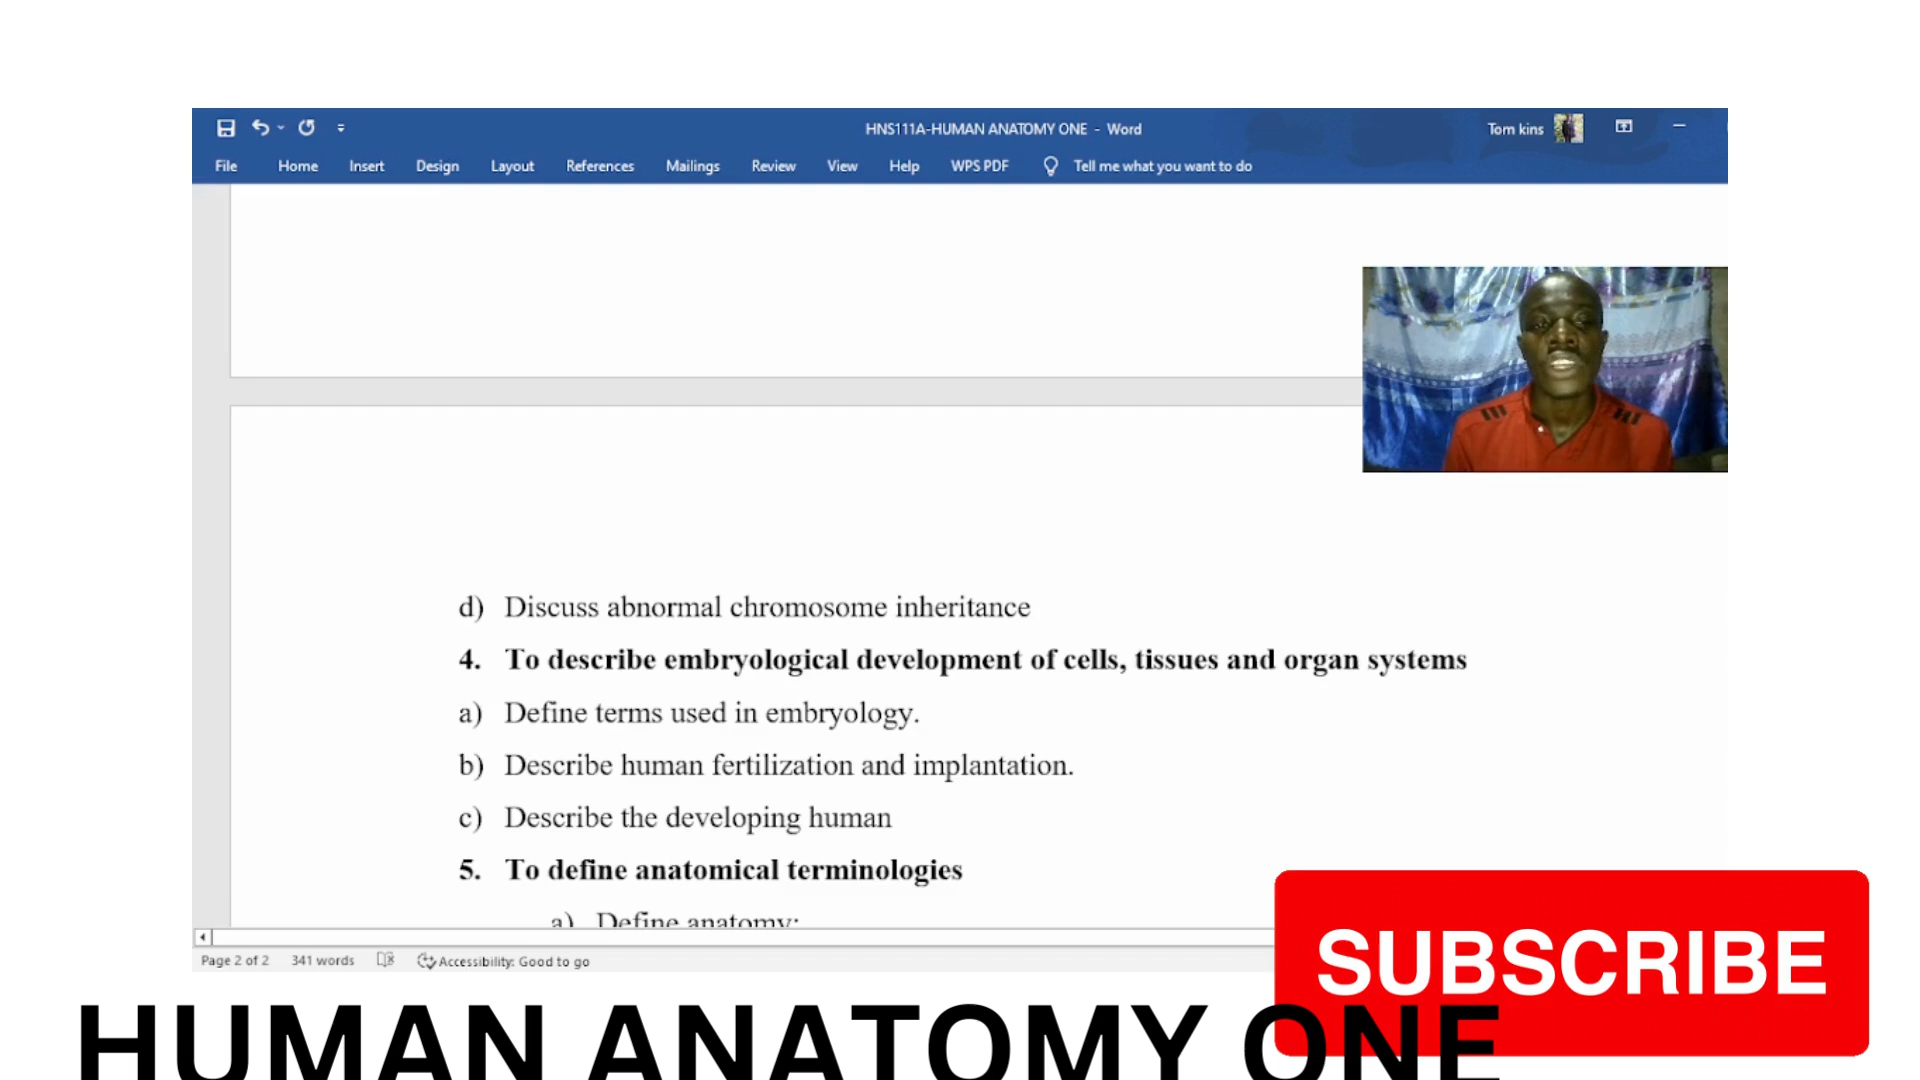 HNS111A-HUMAN ANATOMY ONE - Word
Tom kins
File Home Insert Design Layout References Mailings Review View Help WPS PDF Tell me what you want to do
d) Discuss abnormal chromosome inheritance
4. To describe embryological development of cells, tissues and organ systems
a) Define terms used in embryology.
b) Describe human fertilization and implantation.
c) Describe the developing human
5. To define anatomical terminologies
a) Define anatomy;
Page 2 of 2 341 words Accessibility: Good to go
SUBSCRIBE
HUMAN ANATOMY ONE